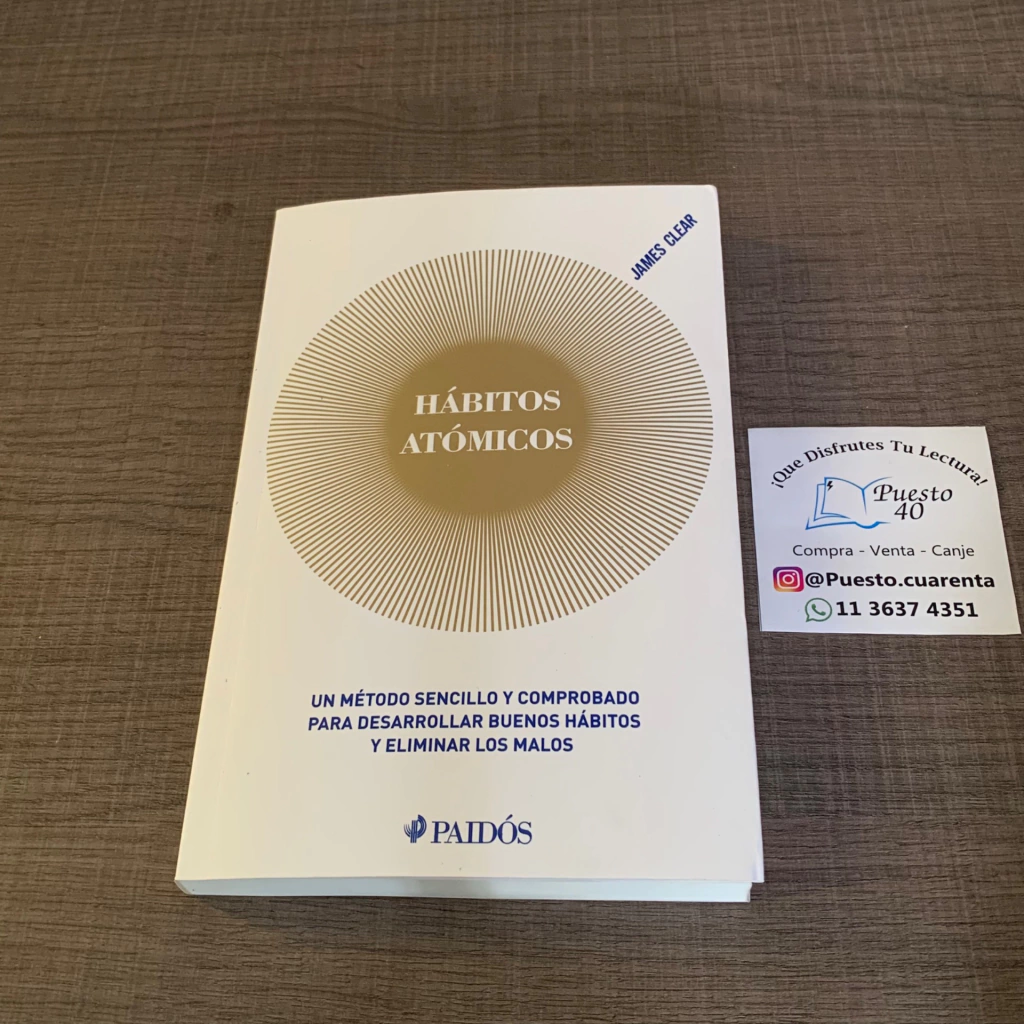 JAMES CLEAR
HÁBITOS
ATÓMICOS
UN MÉTODO SENCILLO Y COMPROBADO
PARA DESARROLLAR BUENOS HÁBITOS
Y ELIMINAR LOS MALOS
PAIDÓS
¡Que Disfrutes Tu Lectura!
Puesto
40
Compra - Venta - Canje
@Puesto.cuarenta
11 3637 4351